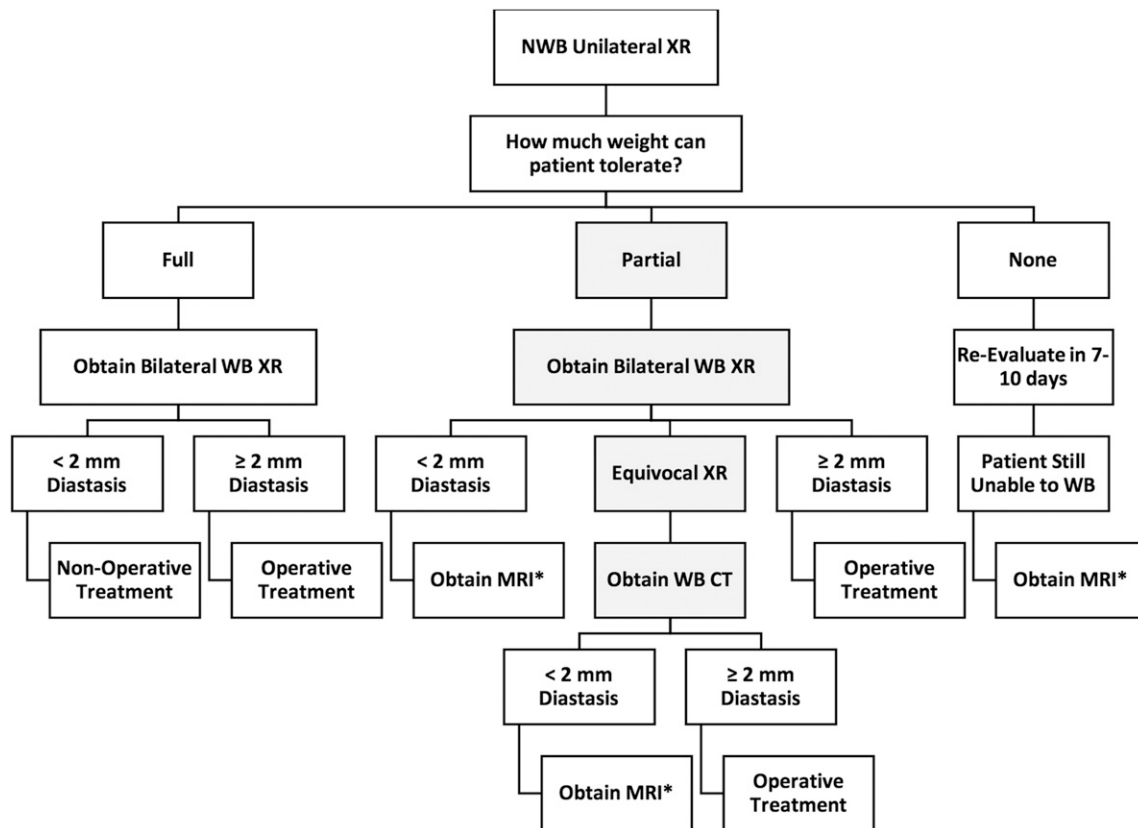 NWB Unilateral XR
How much weight can
patient tolerate?
Full
Partial
None
Obtain Bilateral WB XR
Obtain Bilateral WB XR
Re-Evaluate in 7-
10 days
< 2 mm
Diastasis
≥ 2 mm
Diastasis
< 2 mm
Diastasis
Equivocal XR
≥ 2 mm
Diastasis
Patient Still
Unable to WB
Non-Operative
Treatment
Operative
Treatment
Obtain MRI*
Obtain WB CT
Operative
Treatment
Obtain MRI*
< 2 mm
Diastasis
≥ 2 mm
Diastasis
Obtain MRI*
Operative
Treatment